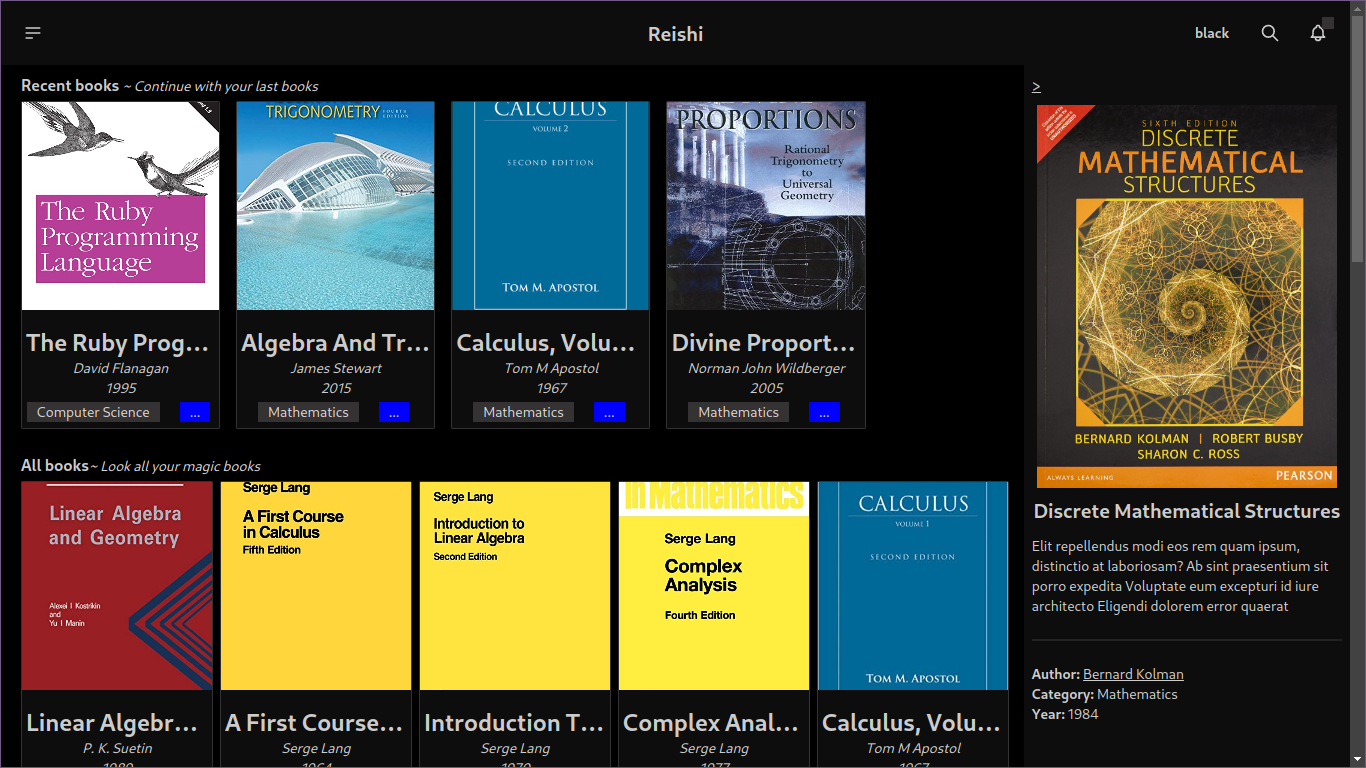 Reishi
black
Recent books ~ Continue with your last books
The Ruby
Programming
Language
The Ruby Prog...
David Flanagan
1995
Computer Science
...
TRIGONOMETRY FOURTH EDITION
Algebra And Tr...
James Stewart
2015
Mathematics
...
CALCULUS
VOLUME 2
SECOND EDITION
TOM M. APOSTOL
Calculus, Volu...
Tom M Apostol
1967
Mathematics
...
PROPORTIONS
Rational
Trigonometry
to
Universal
Geometry
Divine Proport...
Norman John Wildberger
2005
Mathematics
...
All books ~ Look all your magic books
Linear Algebra
and Geometry
Alexei I Kostrikin
and
Yu I Manin
Linear Algebr...
P. K. Suetin
Serge Lang
A First Course
in Calculus
Fifth Edition
A First Course...
Serge Lang
1964
Serge Lang
Introduction to
Linear Algebra
Second Edition
Introduction T...
Serge Lang
in Mathematics
Serge Lang
Complex
Analysis
Fourth Edition
Complex Anal...
Serge Lang
1977
CALCULUS
VOLUME 1
SECOND EDITION
TOM M. APOSTOL
Calculus, Volu...
Tom M Apostol
1967
>
SIXTH EDITION
DISCRETE
MATHEMATICAL
STRUCTURES
BERNARD KOLMAN | ROBERT BUSBY
SHARON C. ROSS
ALWAYS LEARNING
PEARSON
Discrete Mathematical Structures
Elit repellendus modi eos rem quam ipsum,
distinctio at laboriosam? Ab sint praesentium sit
porro expedita Voluptate eum excepturi id iure
architecto Eligendi dolorem error quaerat
Author: Bernard Kolman
Category: Mathematics
Year: 1984